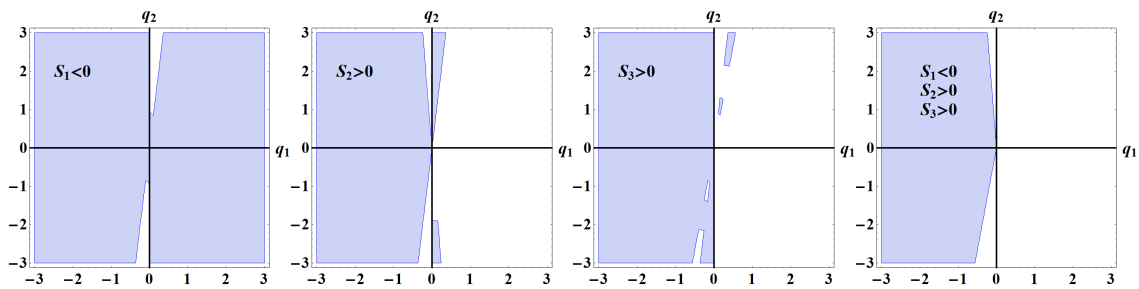 q2 q2 q2 q2
3 3 3 3
S1<0 S2>0 S3>0 S1<0
2 2 2 2
S2>0
1 1 1 S3>0 1
0 q1 0 q1 0 q1 0 q1
−1 −1 −1 −1
−2 −2 −2 −2
−3 −3 −3 −3
−3 −2 −1 0 1 2 3 −3 −2 −1 0 1 2 3 −3 −2 −1 0 1 2 3 −3 −2 −1 0 1 2 3